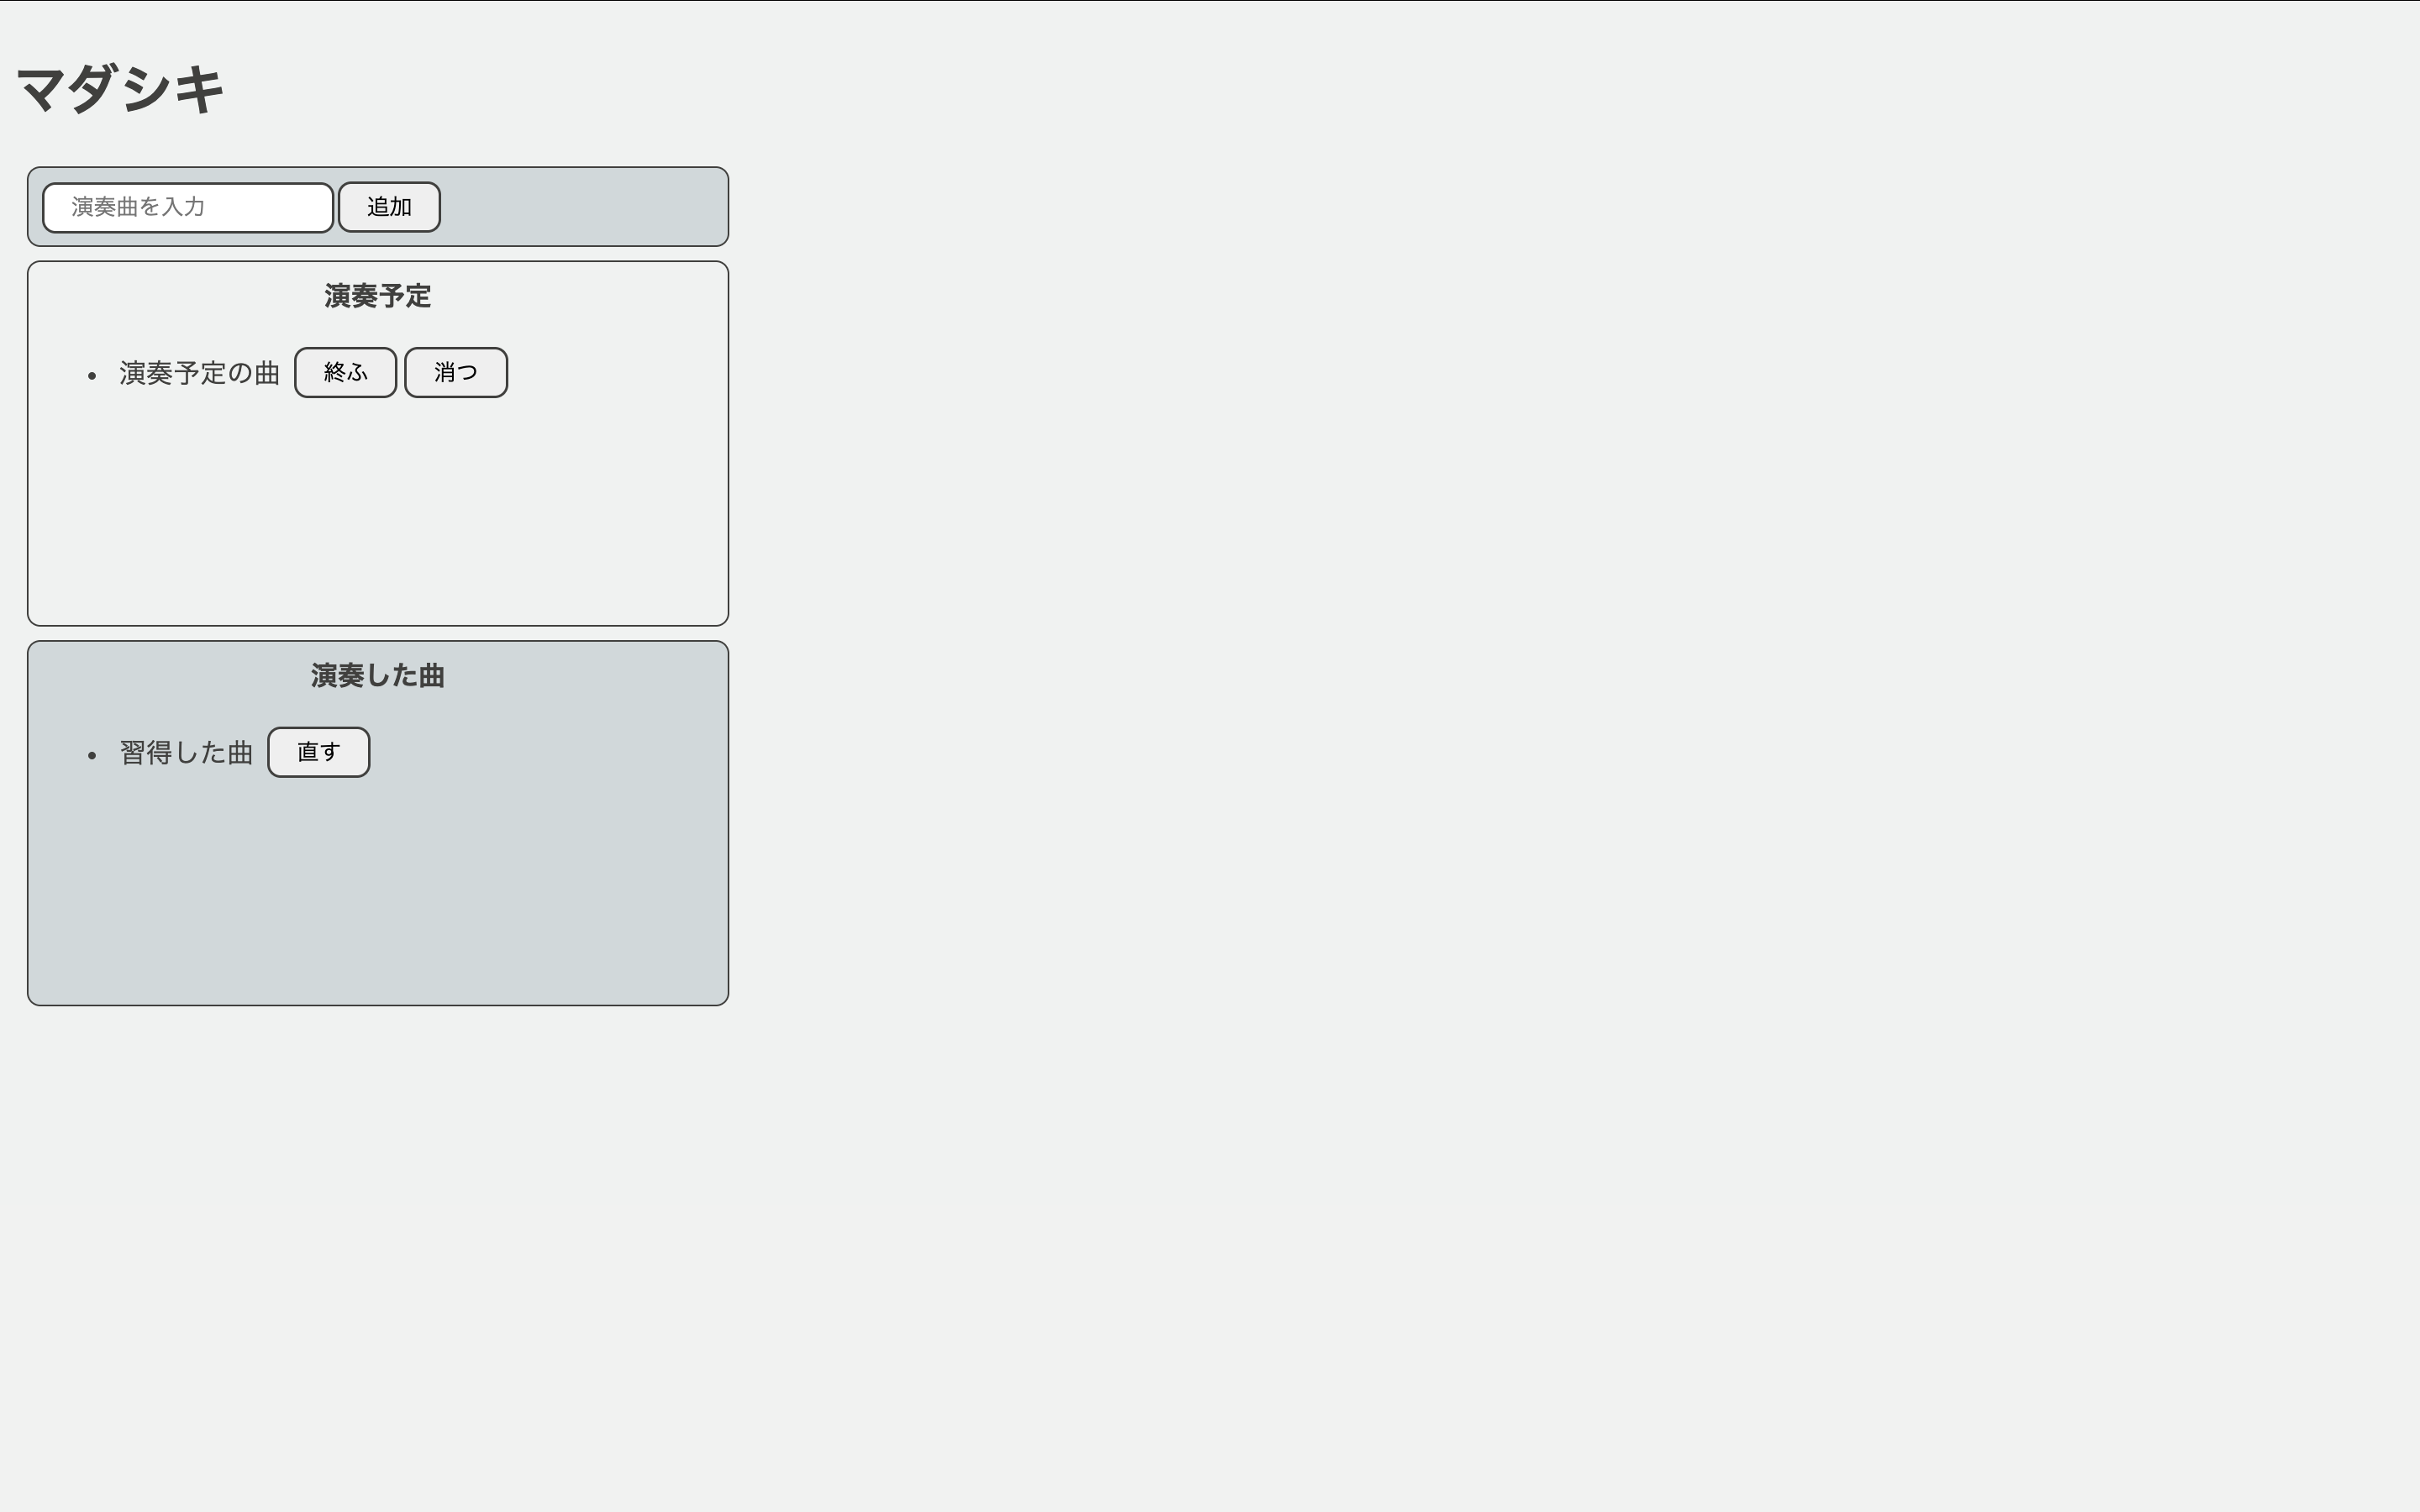 マダシキ
演奏曲を入力 追加
演奏予定
• 演奏予定の曲 終ふ 消つ
演奏した曲
• 習得した曲 直す